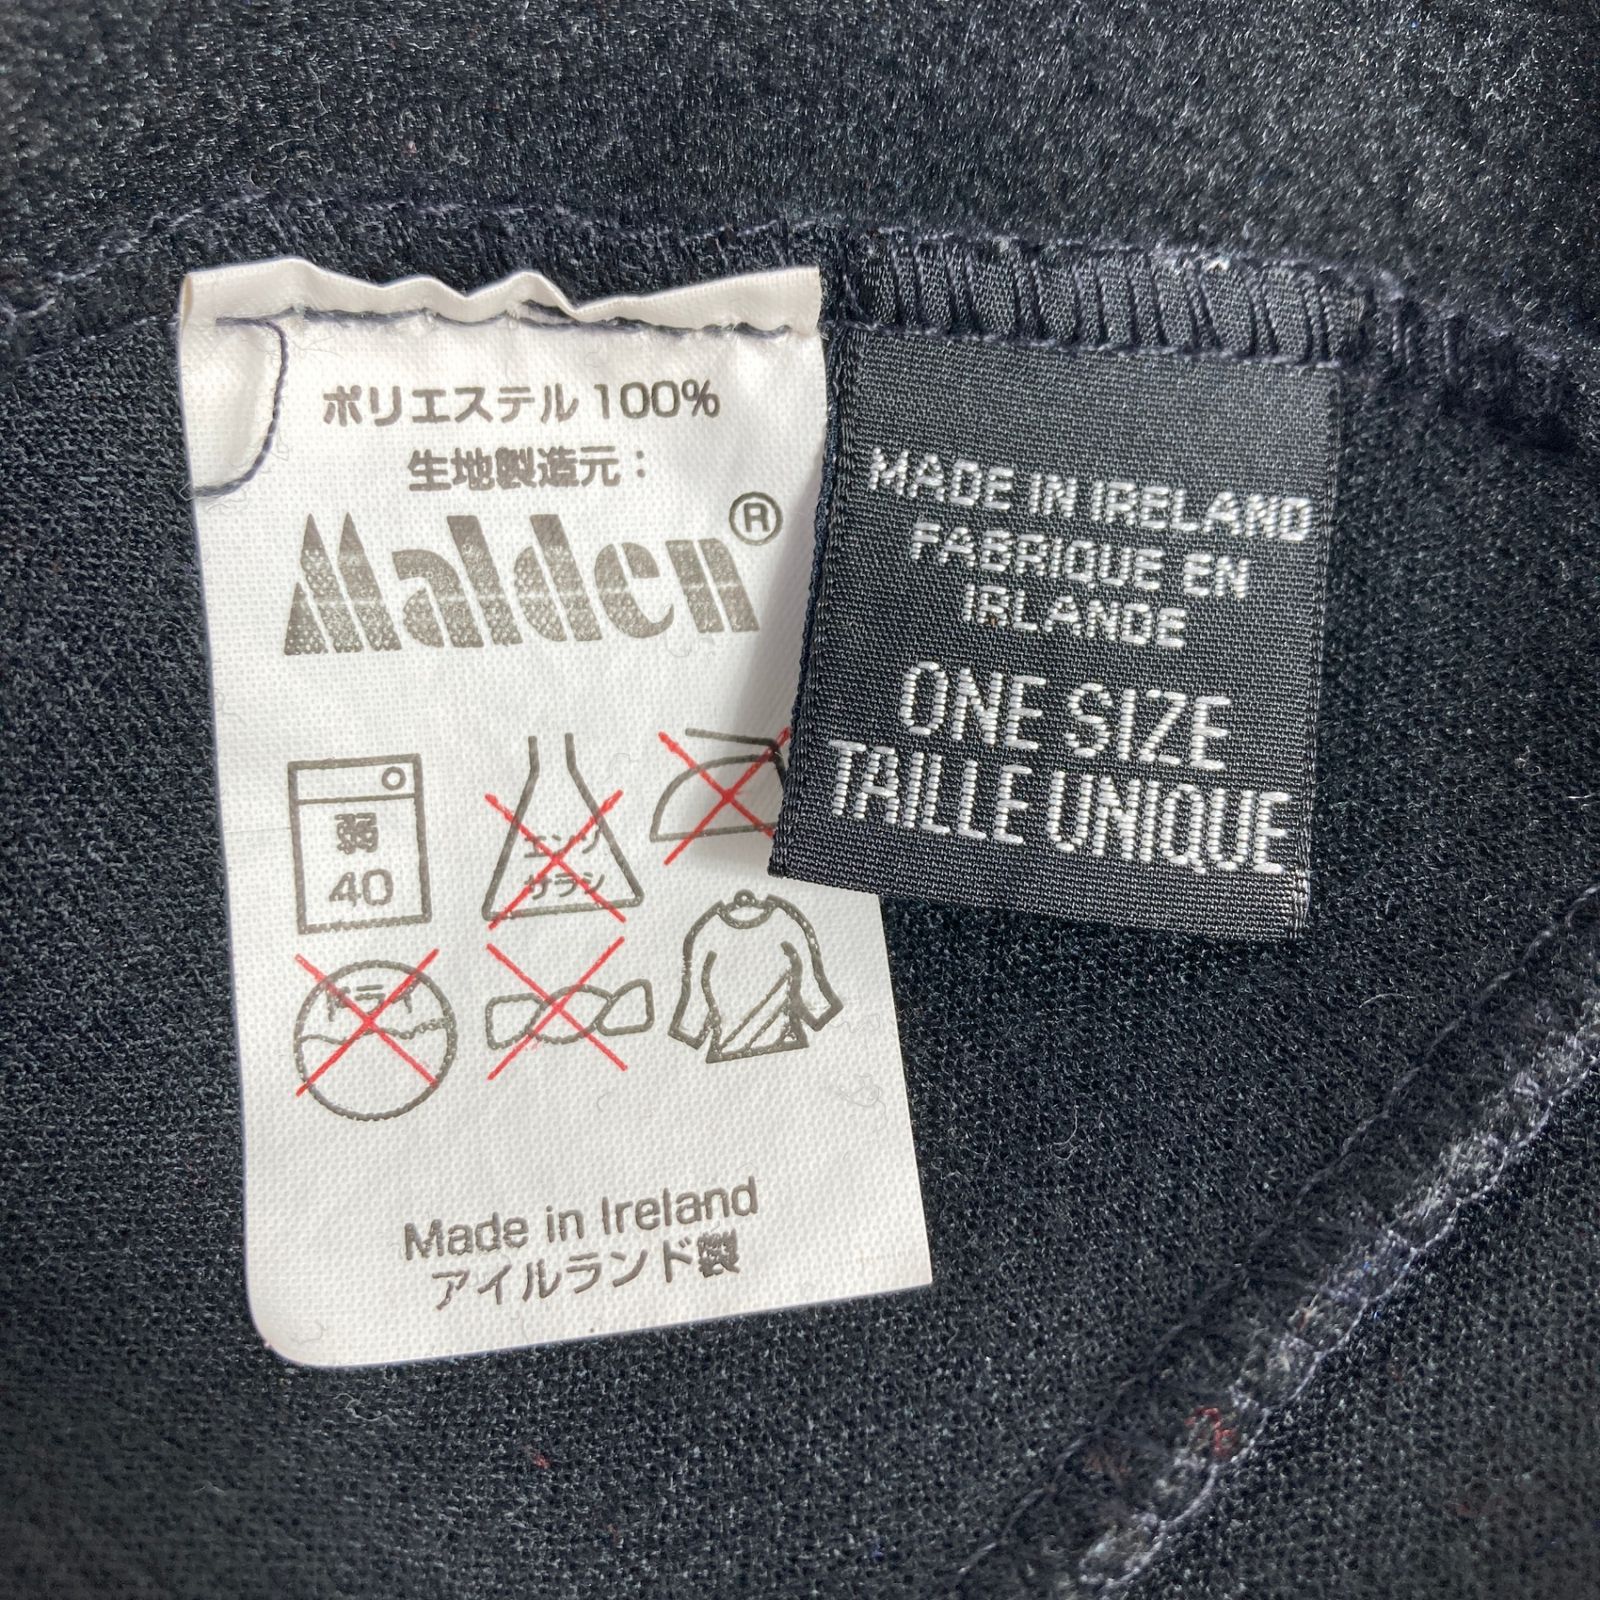 ポリエステル 100%
生地製造元：
Malden®
弱
40
エンソ
サラシ
ドライ
Made in Ireland
アイルランド製
MADE IN IRELAND
FABRIQUE EN
IRLANDE
ONE SIZE
TAILLE UNIQUE